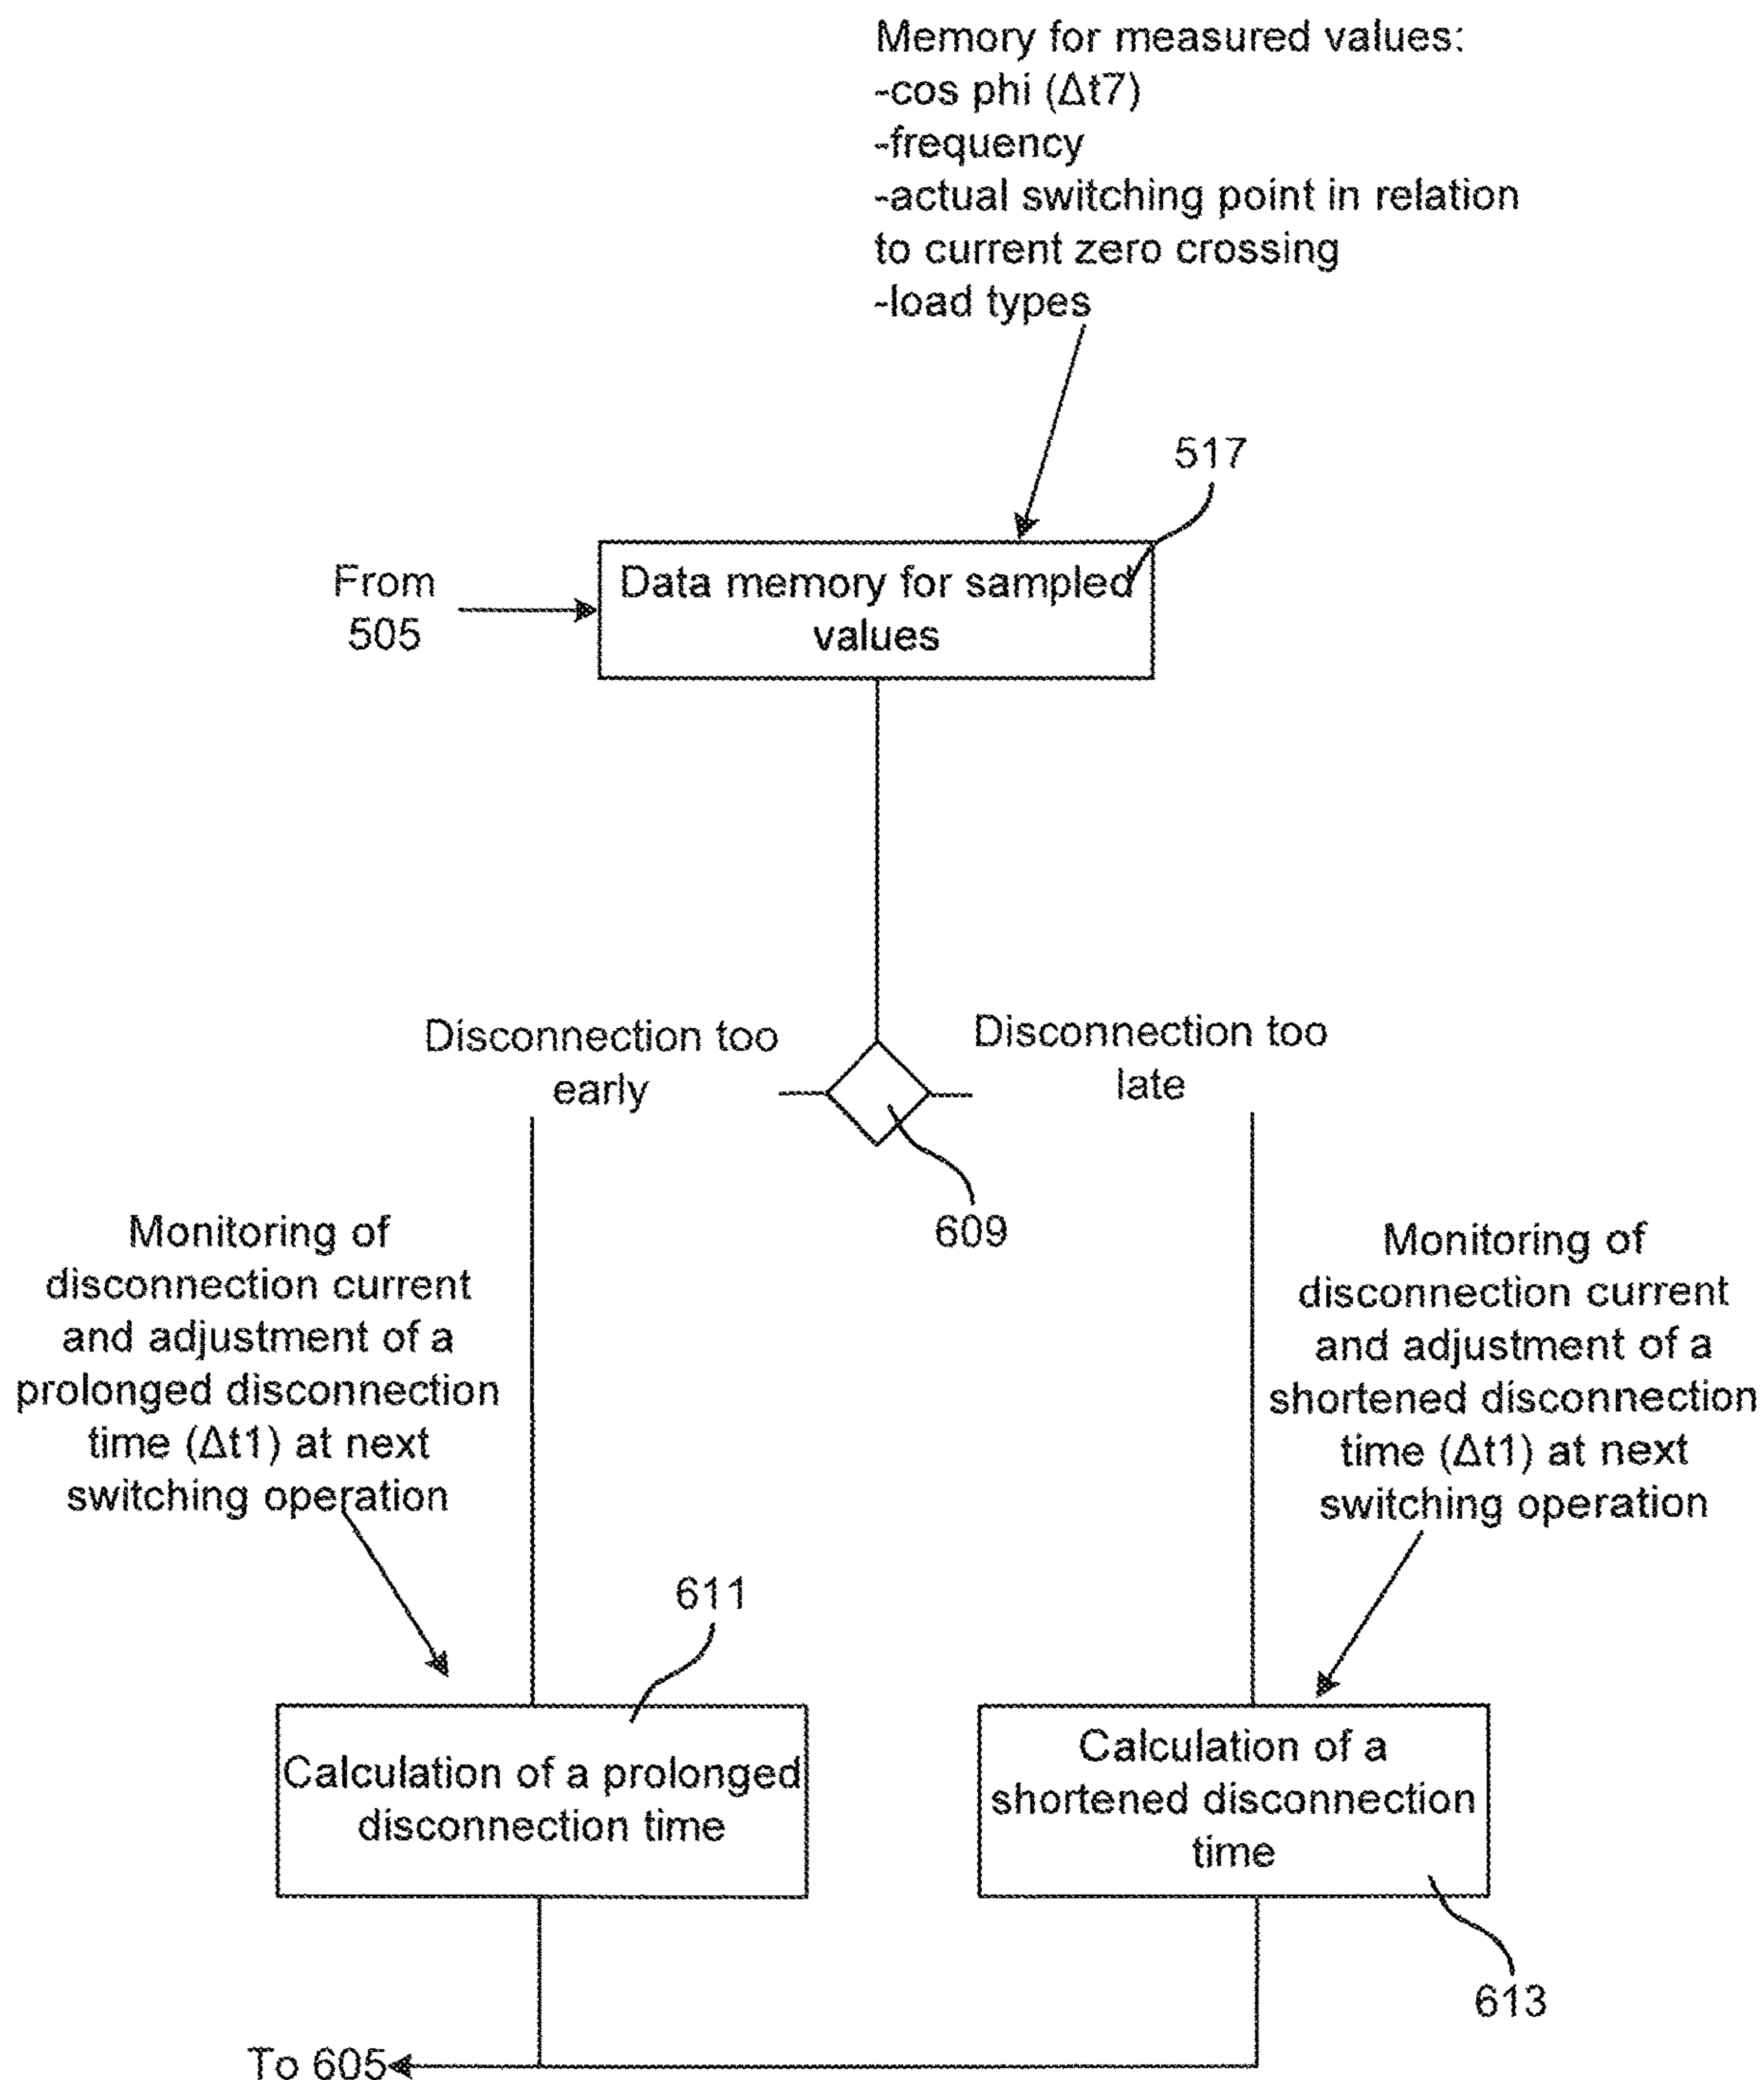 Memory for measured values:
-cos phi (Δt7)
-frequency
-actual switching point in relation
to current zero crossing
-load types
517
From
505
Data memory for sampled
values
Disconnection too
early
Disconnection too
late
609
Monitoring of
disconnection current
and adjustment of a
prolonged disconnection
time (Δt1) at next
switching operation
Monitoring of
disconnection current
and adjustment of a
shortened disconnection
time (Δt1) at next
switching operation
611
Calculation of a prolonged
disconnection time
Calculation of a
shortened disconnection
time
613
To 605